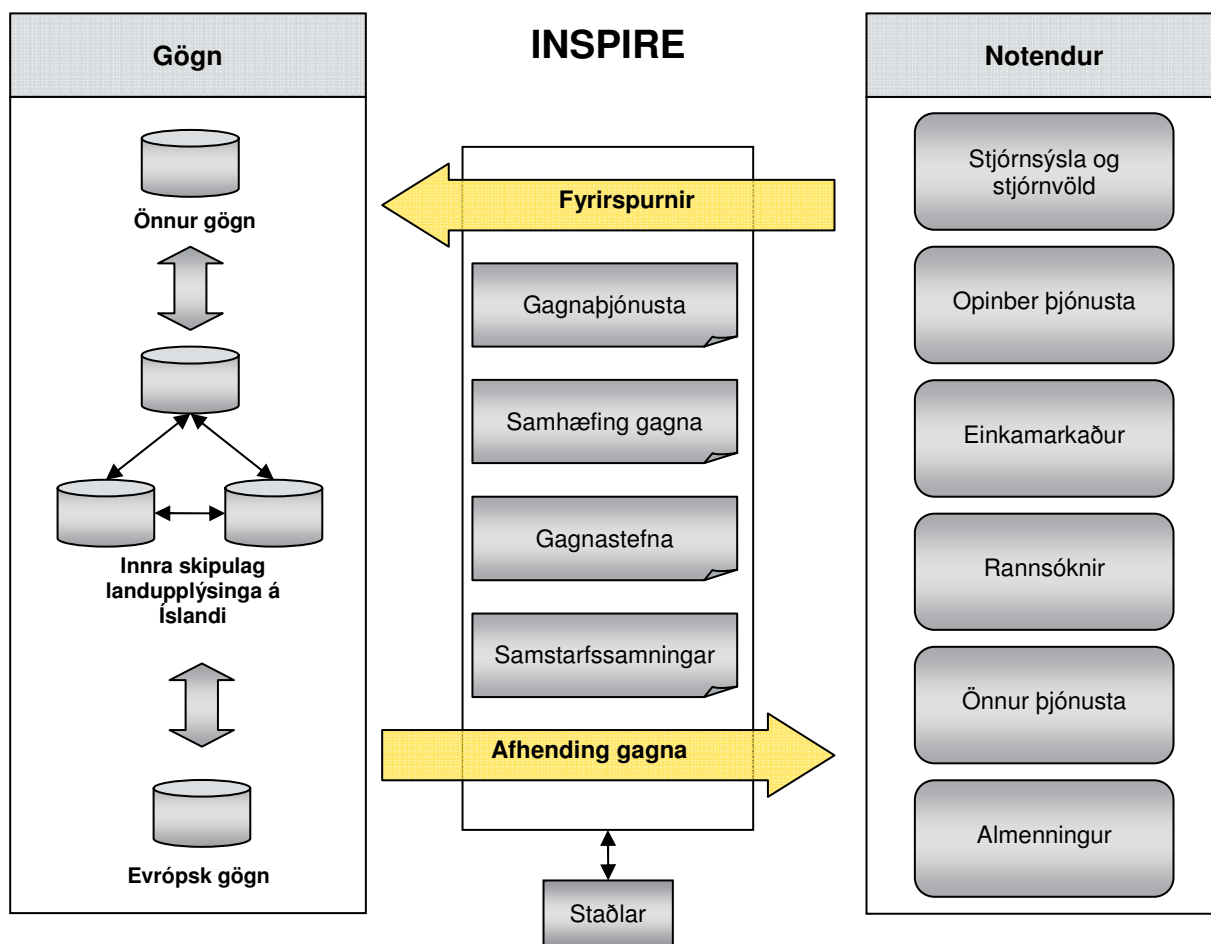 Gögn
Önnur gögn
Innra skipulag
landupplýsinga á
Íslandi
Evrópsk gögn
INSPIRE
Fyrirspurnir
Gagnaþjónusta
Samhæfing gagna
Gagnastefna
Samstarfssamningar
Afhending gagna
Staðlar
Notendur
Stjórnsýsla og
stjórnvöld
Opinber þjónusta
Einkamarkaður
Rannsóknir
Önnur þjónusta
Almenningur